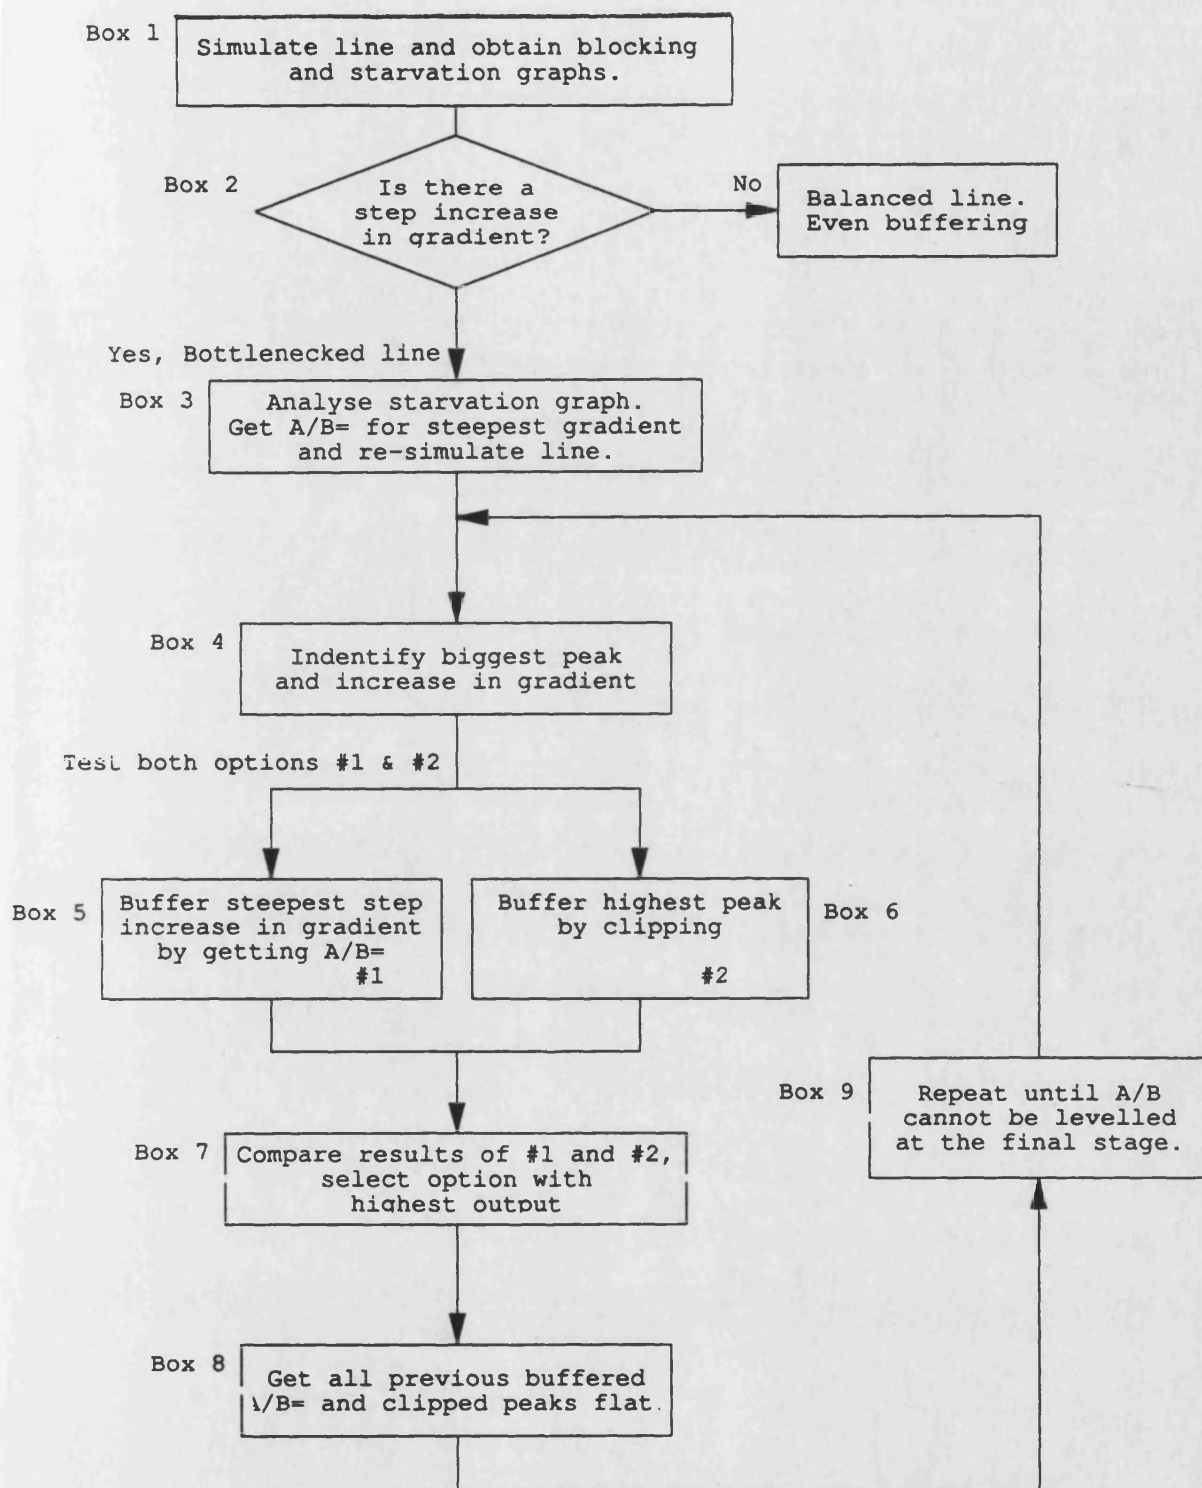 Box 1
Simulate line and obtain blocking
and starvation graphs.
Box 2
Is there a
step increase
in gradient?
No
Balanced line.
Even buffering
Yes, Bottlenecked line
Box 3
Analyse starvation graph.
Get A/B= for steepest gradient
and re-simulate line.
Box 4
Indentify biggest peak
and increase in gradient
Test both options #1 & #2
Box 5
Buffer steepest step
increase in gradient
by getting A/B=
#1
Buffer highest peak
by clipping
#2
Box 6
Box 7
Compare results of #1 and #2,
select option with
highest output
Box 8
Get all previous buffered
A/B= and clipped peaks flat.
Box 9
Repeat until A/B
cannot be levelled
at the final stage.